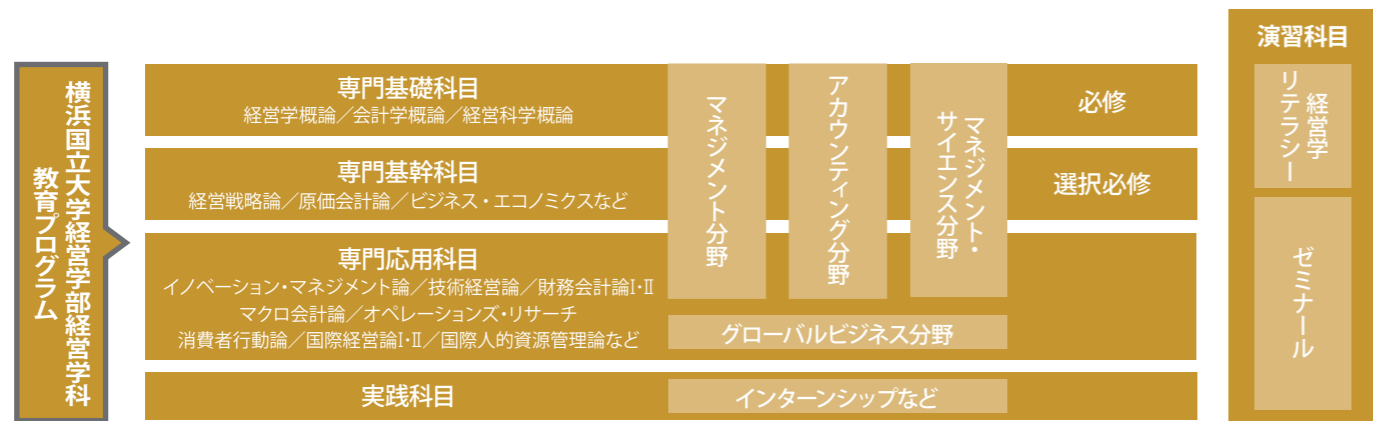 横浜国立大学経営学部経営学科
教育プログラム
専門基礎科目
経営学概論／会計学概論／経営科学概論
専門基幹科目
経営戦略論／原価会計論／ビジネス・エコノミクスなど
専門応用科目
イノベーション・マネジメント論／技術経営論／財務会計論Ⅰ・Ⅱ
マクロ会計論／オペレーションズ・リサーチ
消費者行動論／国際経営論Ⅰ・Ⅱ／国際人的資源管理論など
実践科目
マネジメント分野
アカウンティング分野
マネジメント・
サイエンス分野
グローバルビジネス分野
インターンシップなど
必修
選択必修
演習科目
経営学
リテラシー
ゼミナール